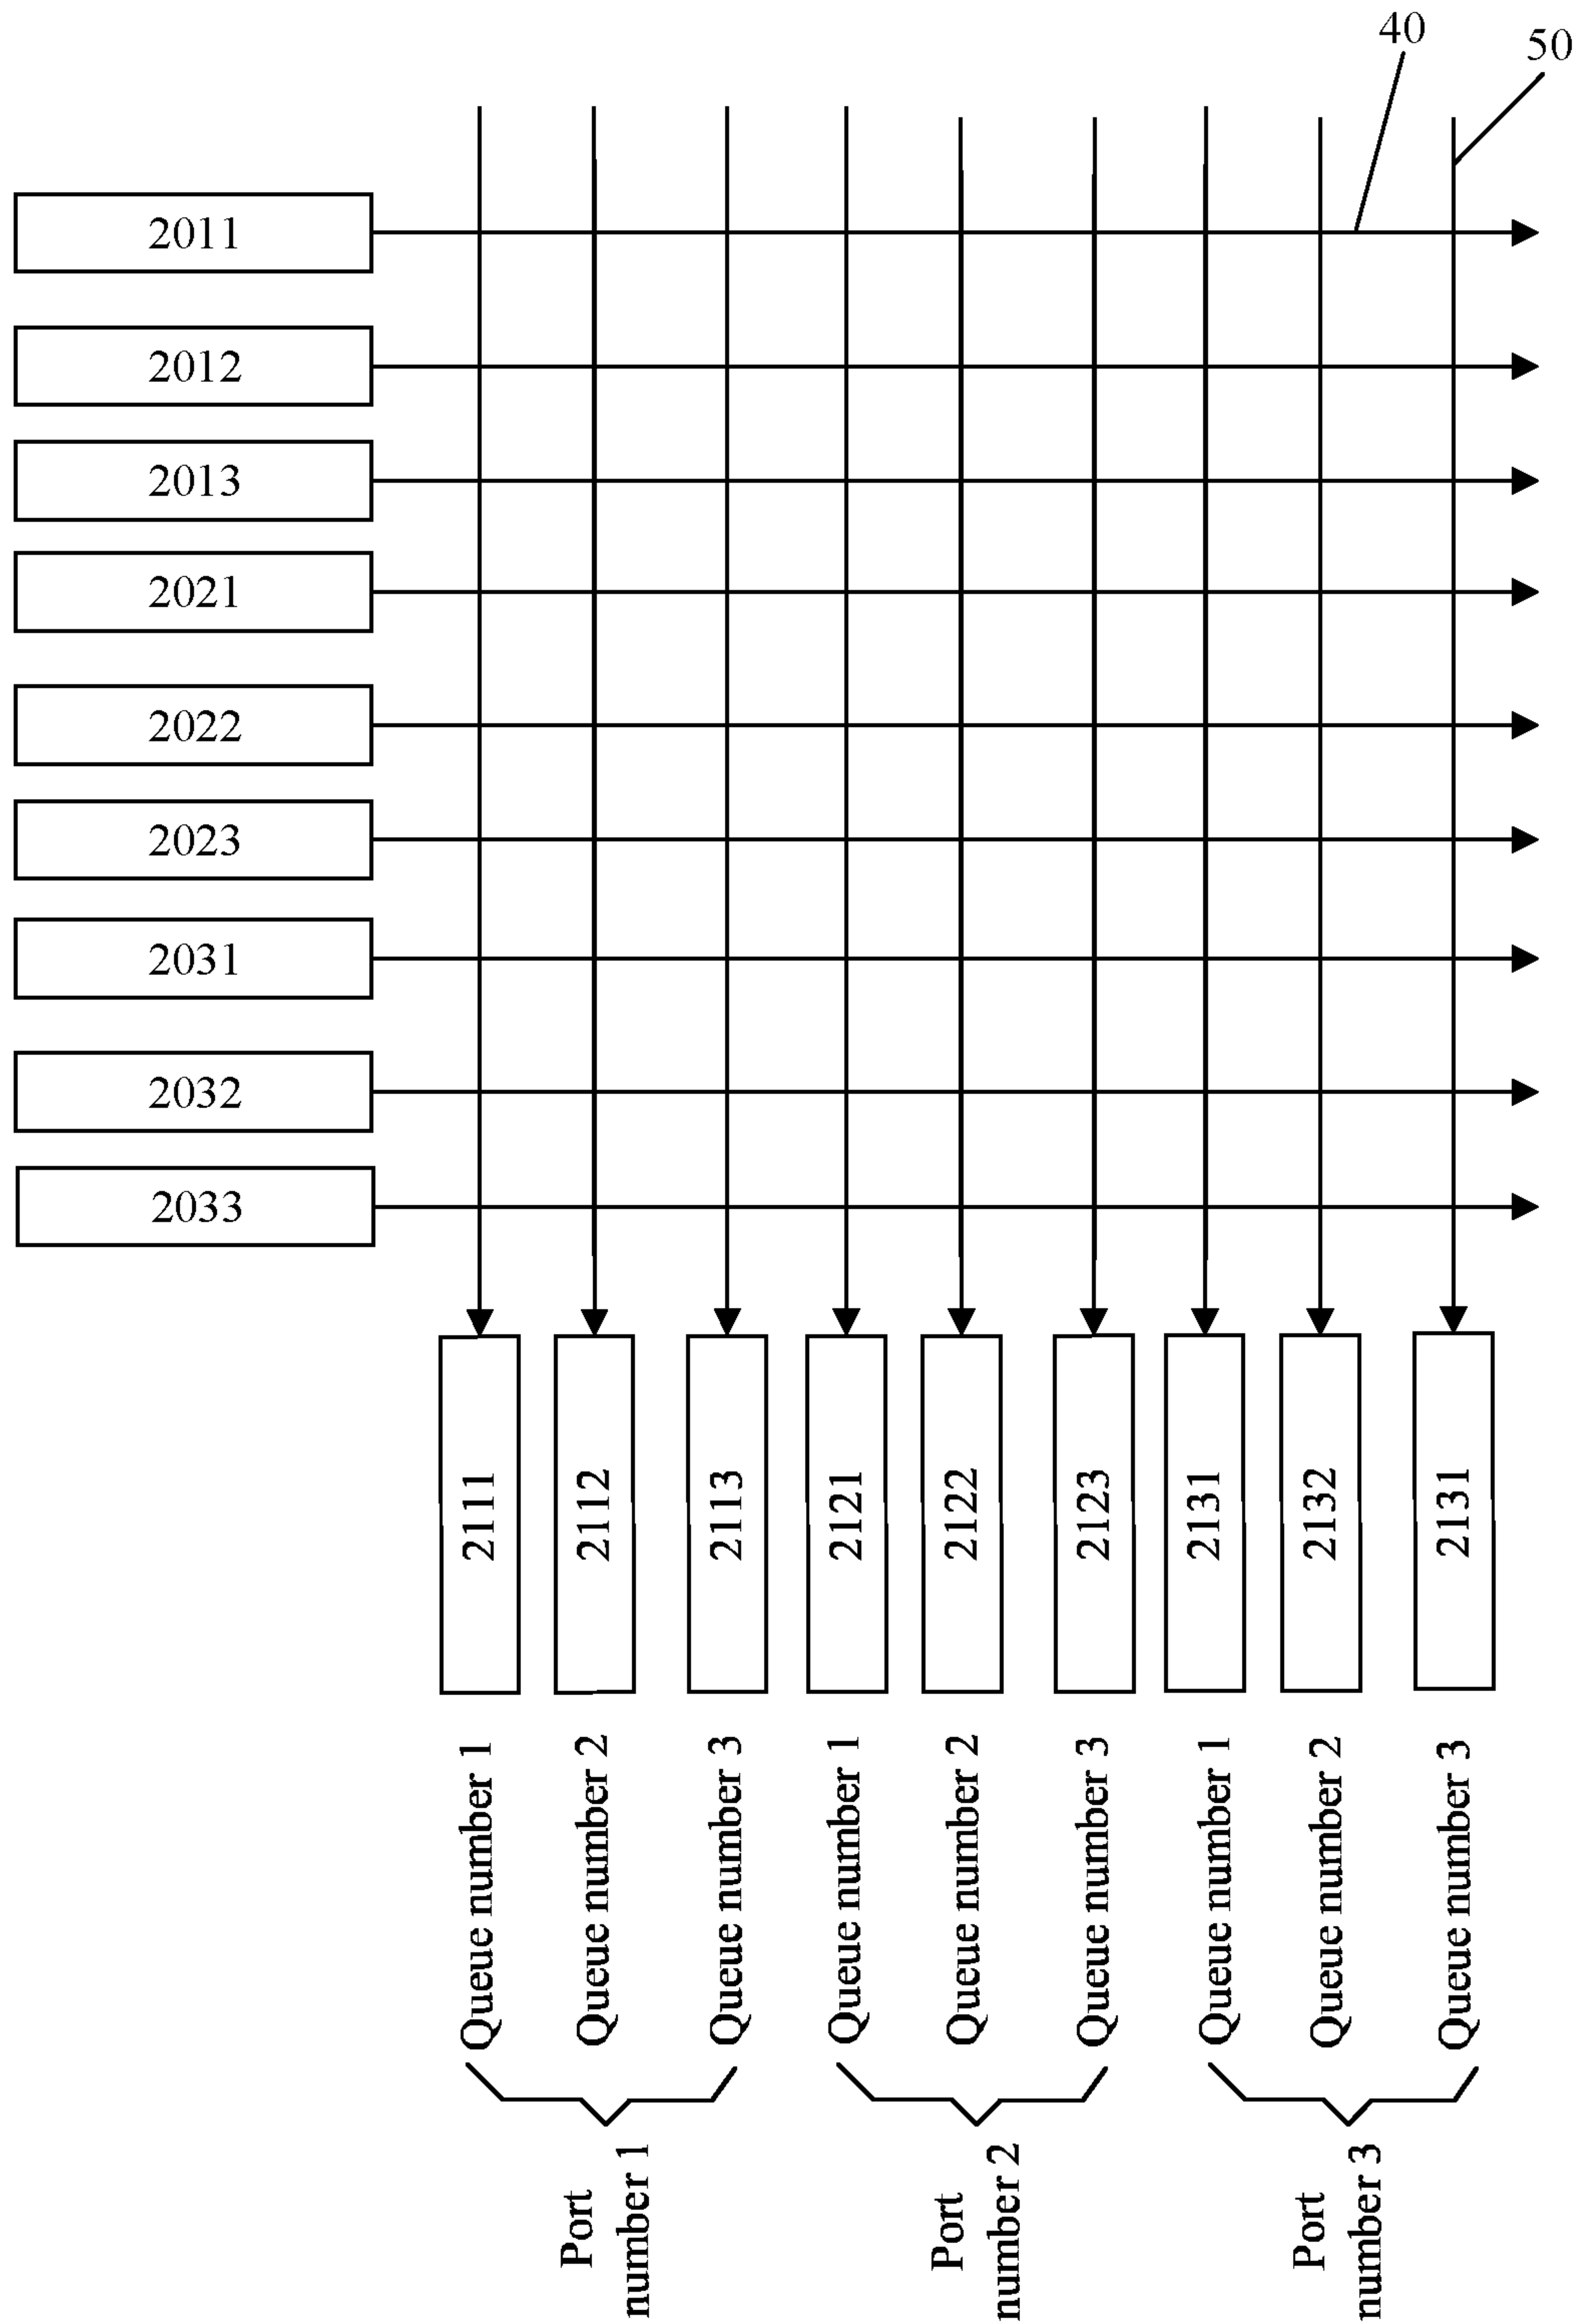 40
50
2011
2012
2013
2021
2022
2023
2031
2032
2033
2111
2112
2113
2121
2122
2123
2131
2132
2131
Queue number 1
Queue number 2
Queue number 3
Queue number 1
Queue number 2
Queue number 3
Queue number 1
Queue number 2
Queue number 3
Port
number 1
Port
number 2
Port
number 3